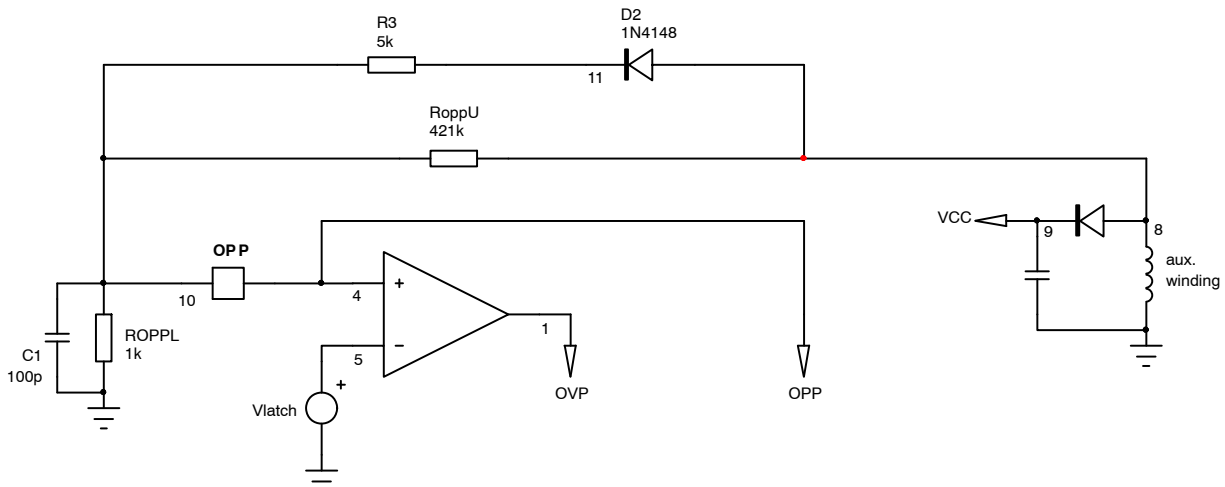 D2
1N4148
R3
5k
11
RoppU
421k
VCC
9
8
aux.
winding
OPP
10
4
+
ROPPL
1k
C1
100p
5
−
1
+
Vlatch
OVP
OPP